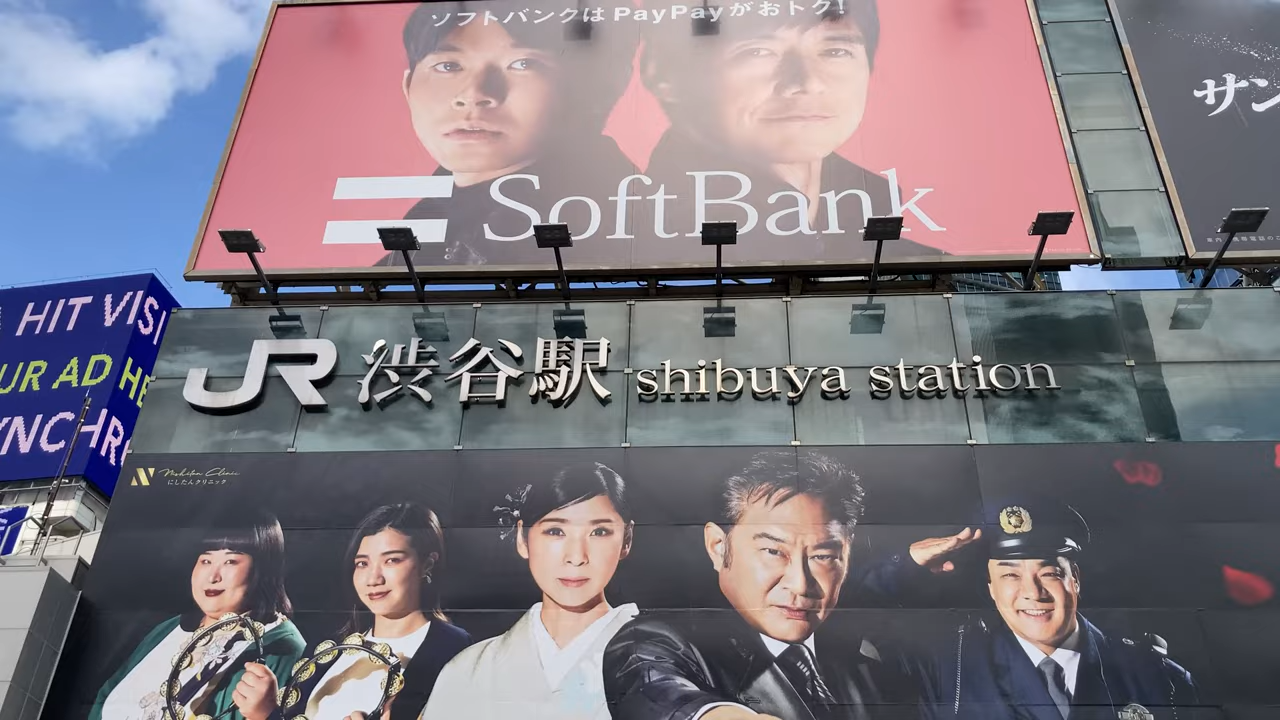 ソフトバンクはPayPayがおトク!
SoftBank
サン
HIT VISI
UR AD HE
YNCHR
JR 渋谷駅 shibuya station
N Nishitan Clinic
にしたんクリニック